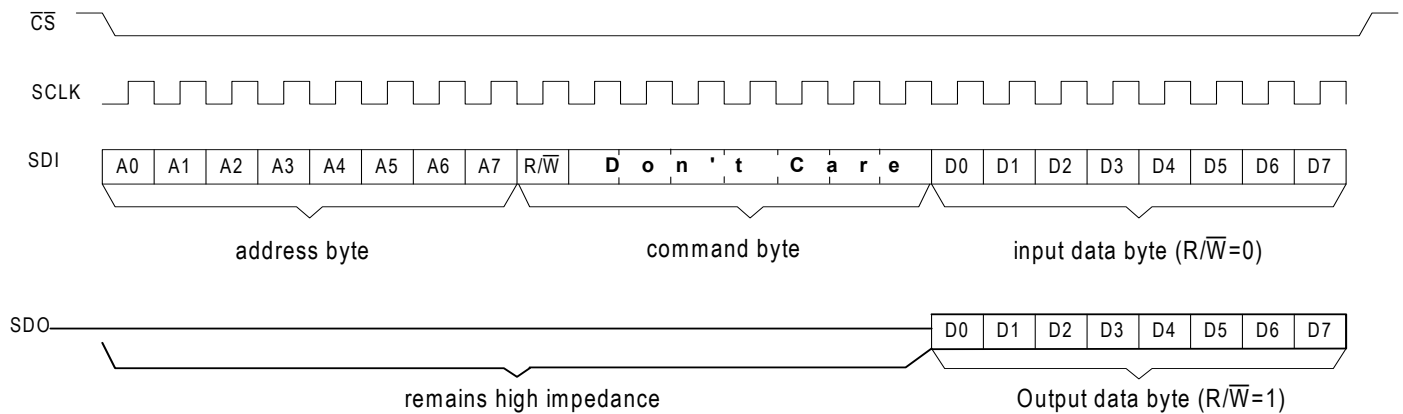 C̅S̅
SCLK
SDI A0 A1 A2 A3 A4 A5 A6 A7 R/W̅ Don't Care D0 D1 D2 D3 D4 D5 D6 D7
address byte command byte input data byte (R/W̅=0)
SDO D0 D1 D2 D3 D4 D5 D6 D7
remains high impedance Output data byte (R/W̅=1)